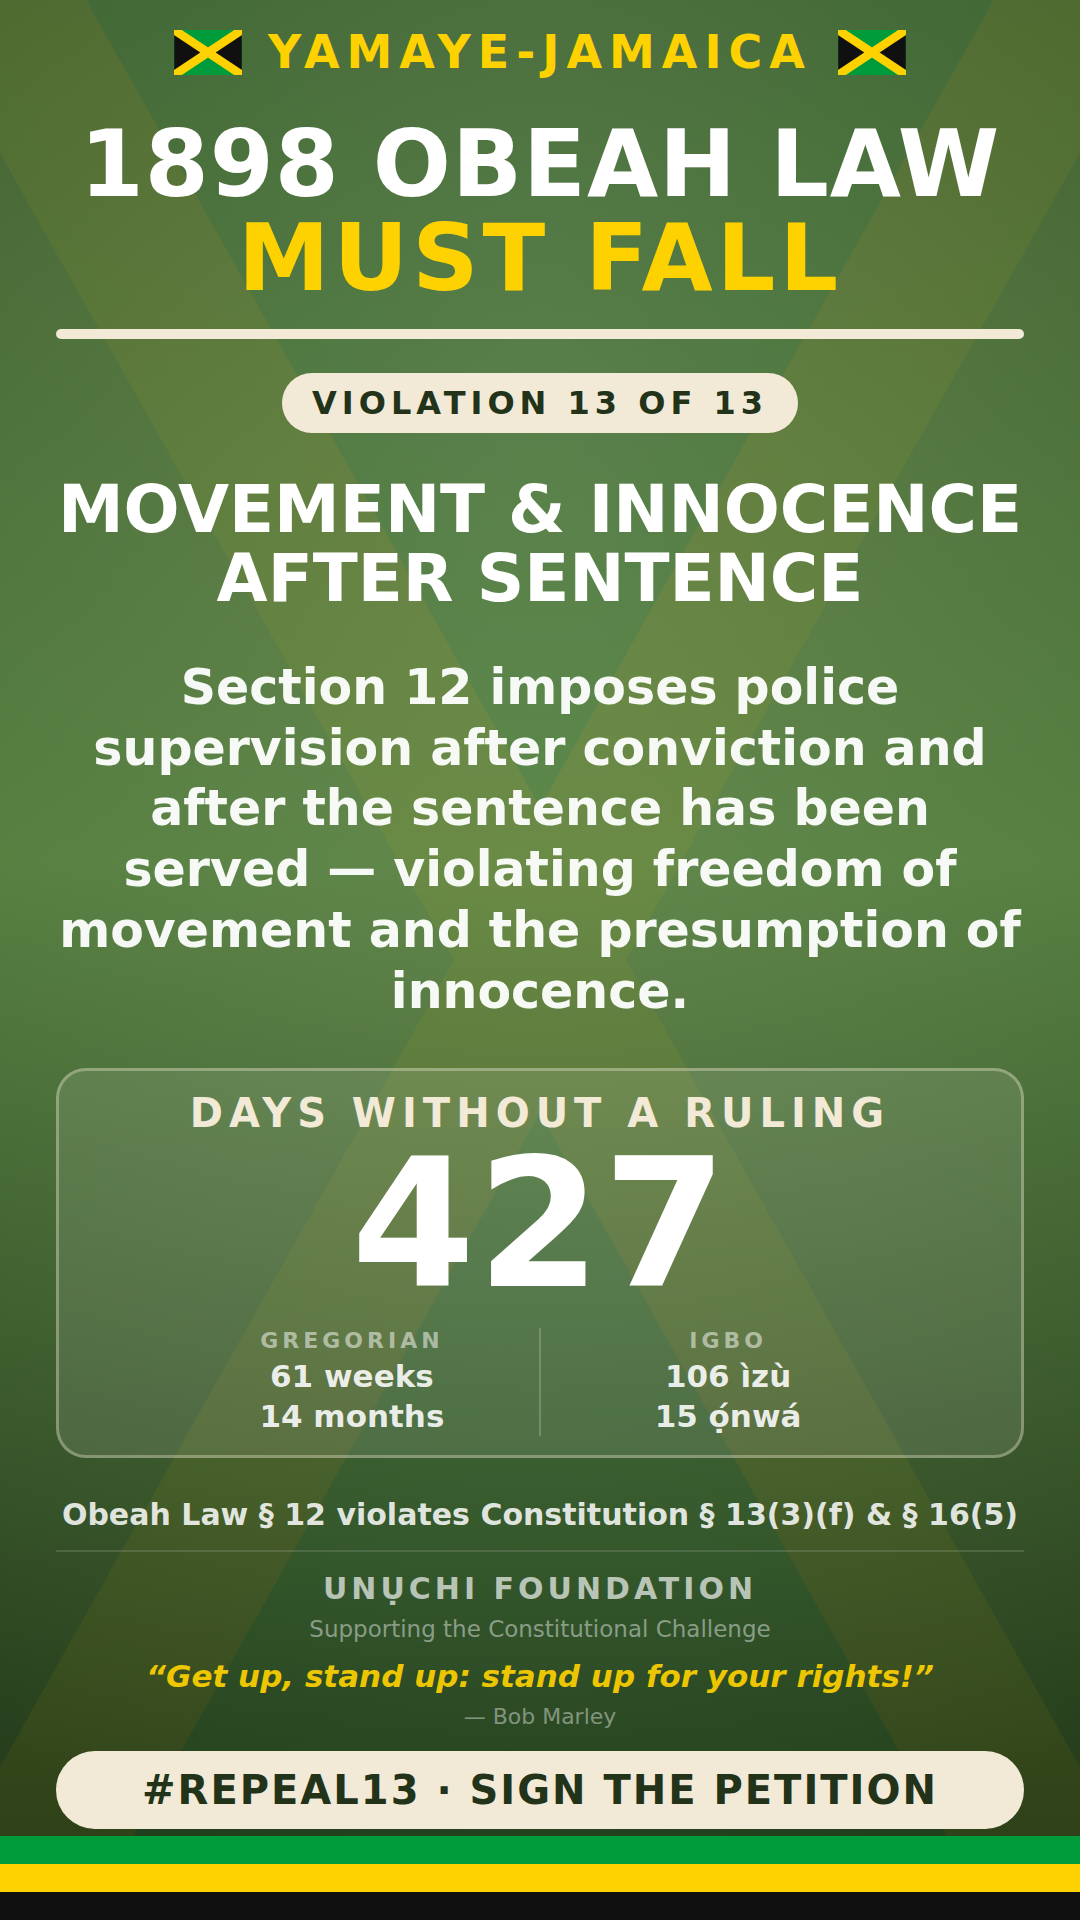 YAMAYE-JAMAICA
1898 OBEAH LAW
MUST FALL
VIOLATION 13 OF 13
MOVEMENT & INNOCENCE
AFTER SENTENCE
Section 12 imposes police
supervision after conviction and
after the sentence has been
served — violating freedom of
movement and the presumption of
innocence.
DAYS WITHOUT A RULING
427
GREGORIAN
61 weeks
14 months
IGBO
106 ìzù
15 ọ́nwá
Obeah Law § 12 violates Constitution § 13(3)(f) & § 16(5)
UNỤCHI FOUNDATION
Supporting the Constitutional Challenge
“Get up, stand up: stand up for your rights!”
— Bob Marley
#REPEAL13 · SIGN THE PETITION